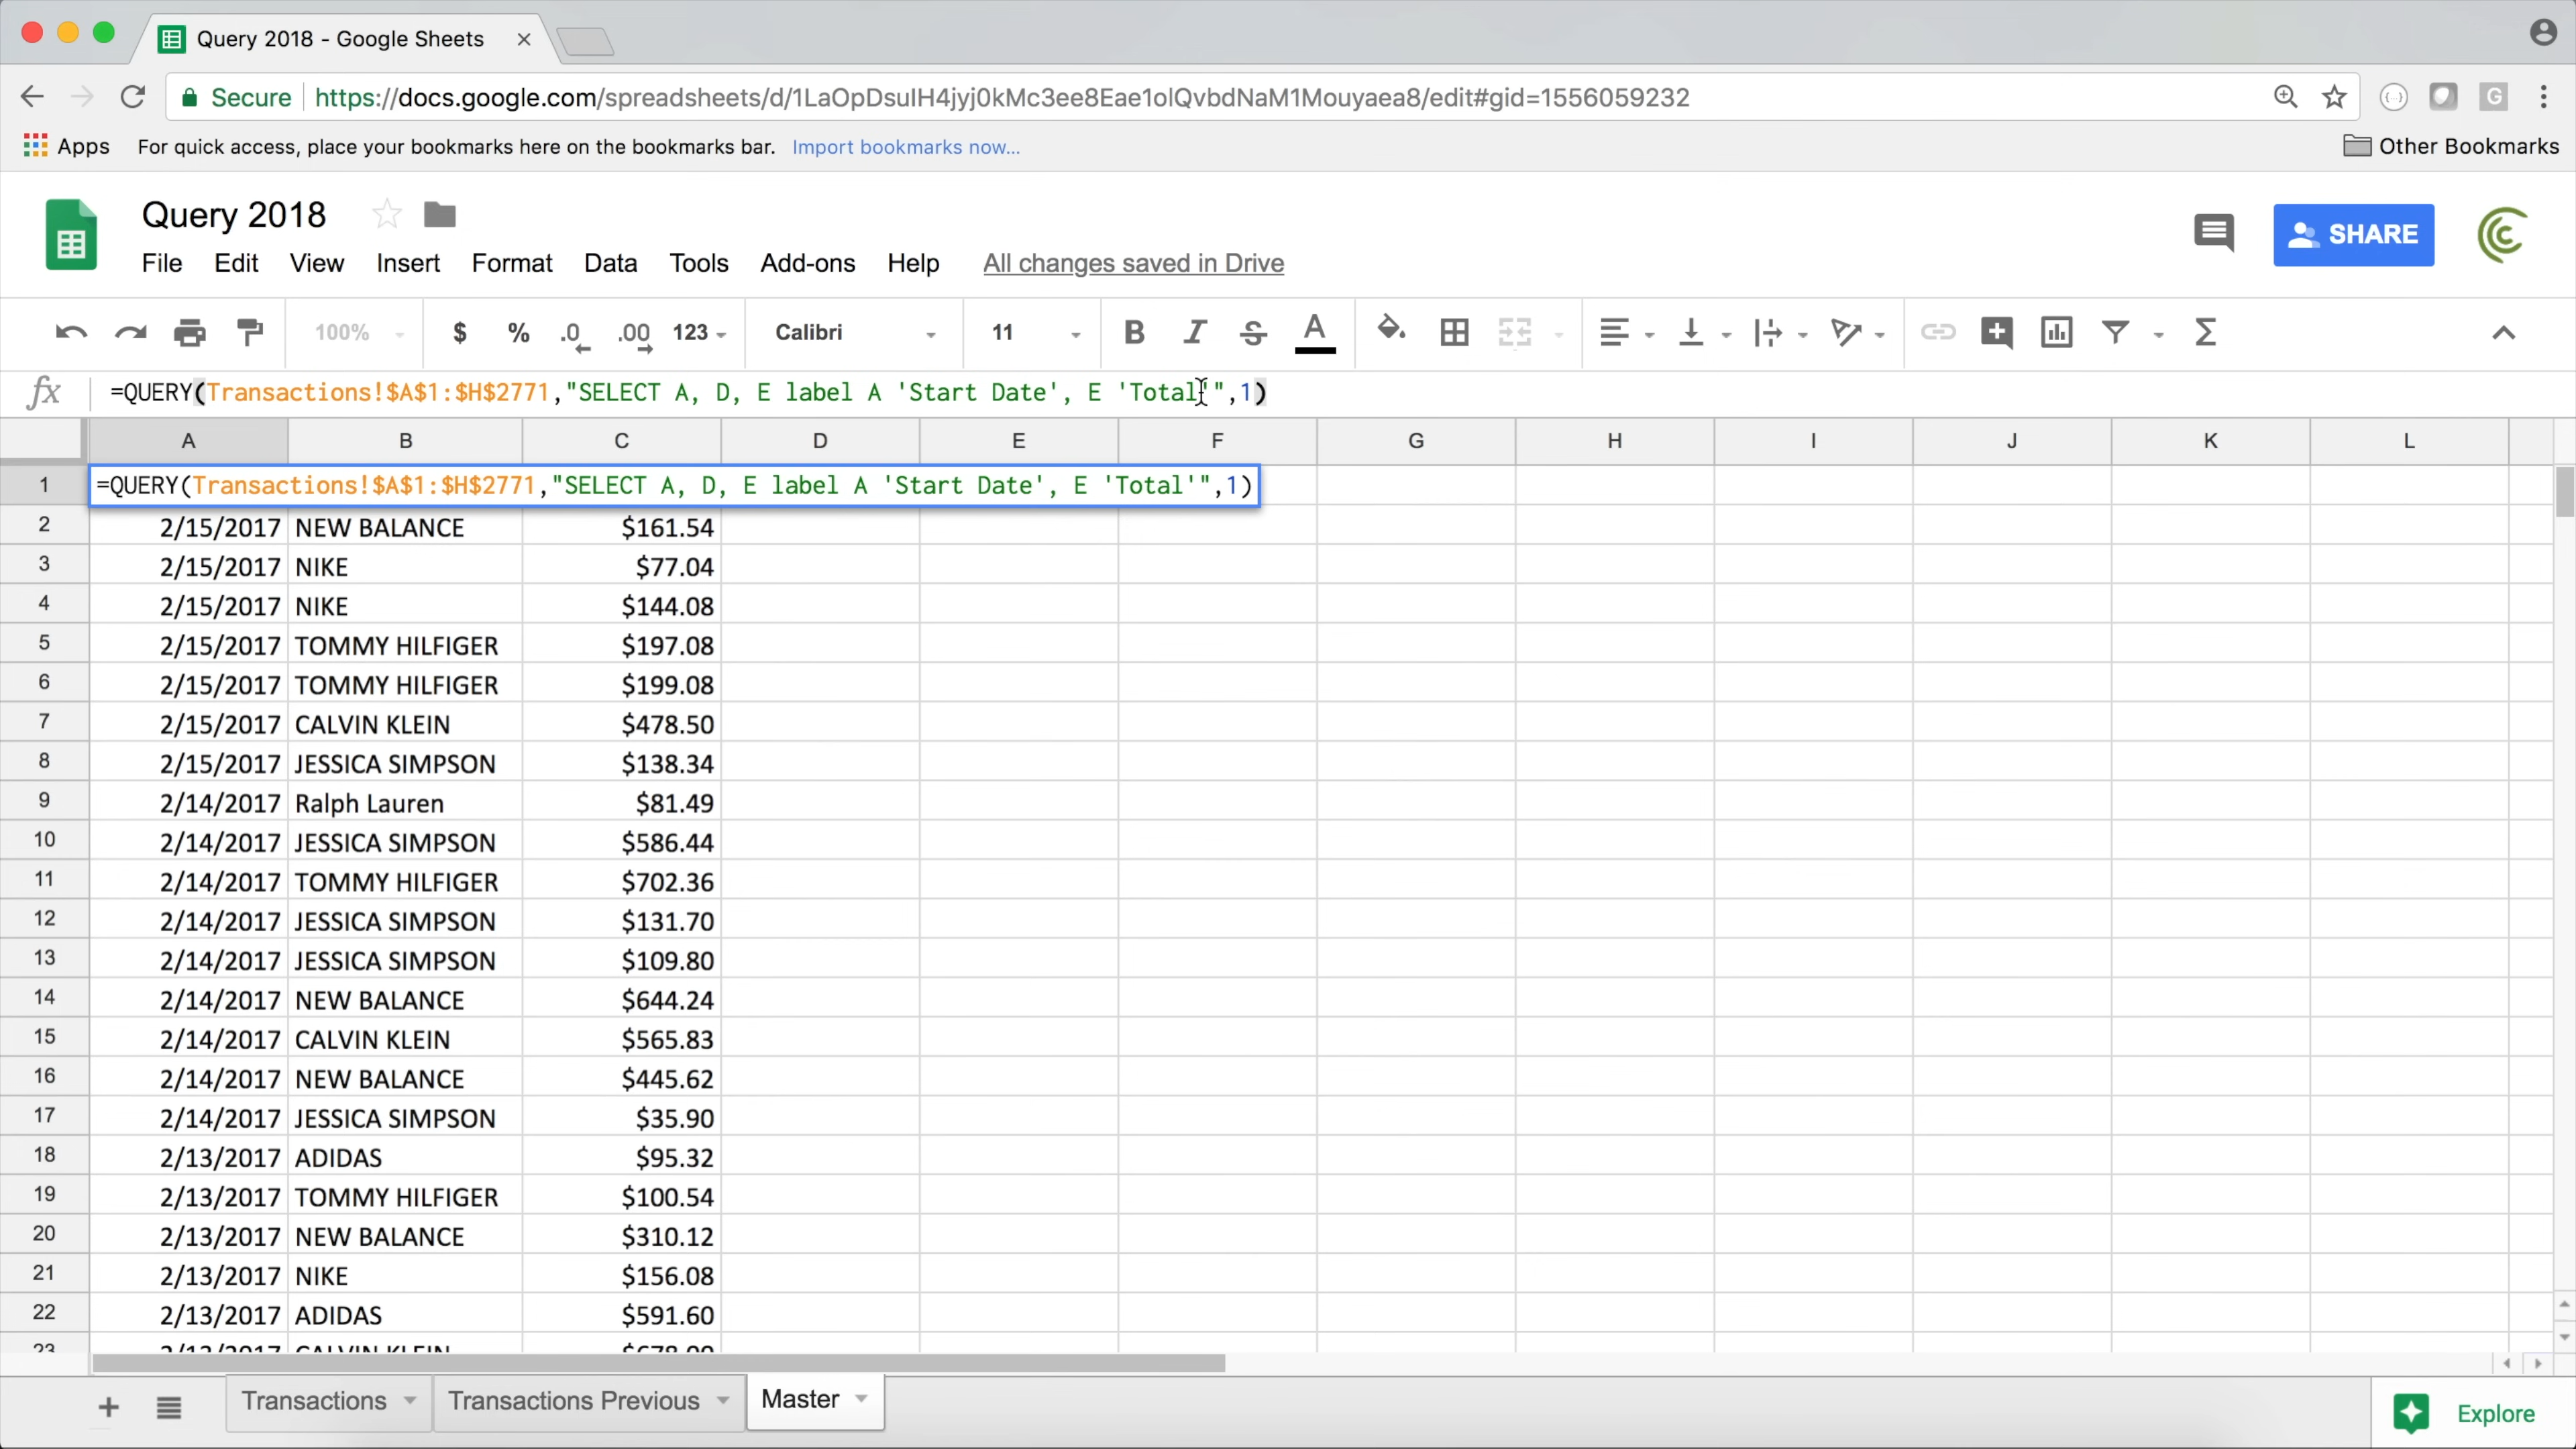 Query 2018 - Google Sheets
Secure https://docs.google.com/spreadsheets/d/1LaOpDsuIH4jyj0kMc3ee8Eae1olQvbdNaM1Mouyaea8/edit#gid=1556059232
Apps For quick access, place your bookmarks here on the bookmarks bar. Import bookmarks now... Other Bookmarks
Query 2018
File Edit View Insert Format Data Tools Add-ons Help All changes saved in Drive SHARE
100% $ % .0 .00 123 Calibri 11 B I S A Σ
fx =QUERY(Transactions!$A$1:$H$2771,"SELECT A, D, E label A 'Start Date', E 'Total'",1)
A B C D E F G H I J K L
1 =QUERY(Transactions!$A$1:$H$2771,"SELECT A, D, E label A 'Start Date', E 'Total'",1)
2 2/15/2017 NEW BALANCE $161.54
3 2/15/2017 NIKE $77.04
4 2/15/2017 NIKE $144.08
5 2/15/2017 TOMMY HILFIGER $197.08
6 2/15/2017 TOMMY HILFIGER $199.08
7 2/15/2017 CALVIN KLEIN $478.50
8 2/15/2017 JESSICA SIMPSON $138.34
9 2/14/2017 Ralph Lauren $81.49
10 2/14/2017 JESSICA SIMPSON $586.44
11 2/14/2017 TOMMY HILFIGER $702.36
12 2/14/2017 JESSICA SIMPSON $131.70
13 2/14/2017 JESSICA SIMPSON $109.80
14 2/14/2017 NEW BALANCE $644.24
15 2/14/2017 CALVIN KLEIN $565.83
16 2/14/2017 NEW BALANCE $445.62
17 2/14/2017 JESSICA SIMPSON $35.90
18 2/13/2017 ADIDAS $95.32
19 2/13/2017 TOMMY HILFIGER $100.54
20 2/13/2017 NEW BALANCE $310.12
21 2/13/2017 NIKE $156.08
22 2/13/2017 ADIDAS $591.60
23 2/13/2017 CALVIN KLEIN
Transactions Transactions Previous Master Explore